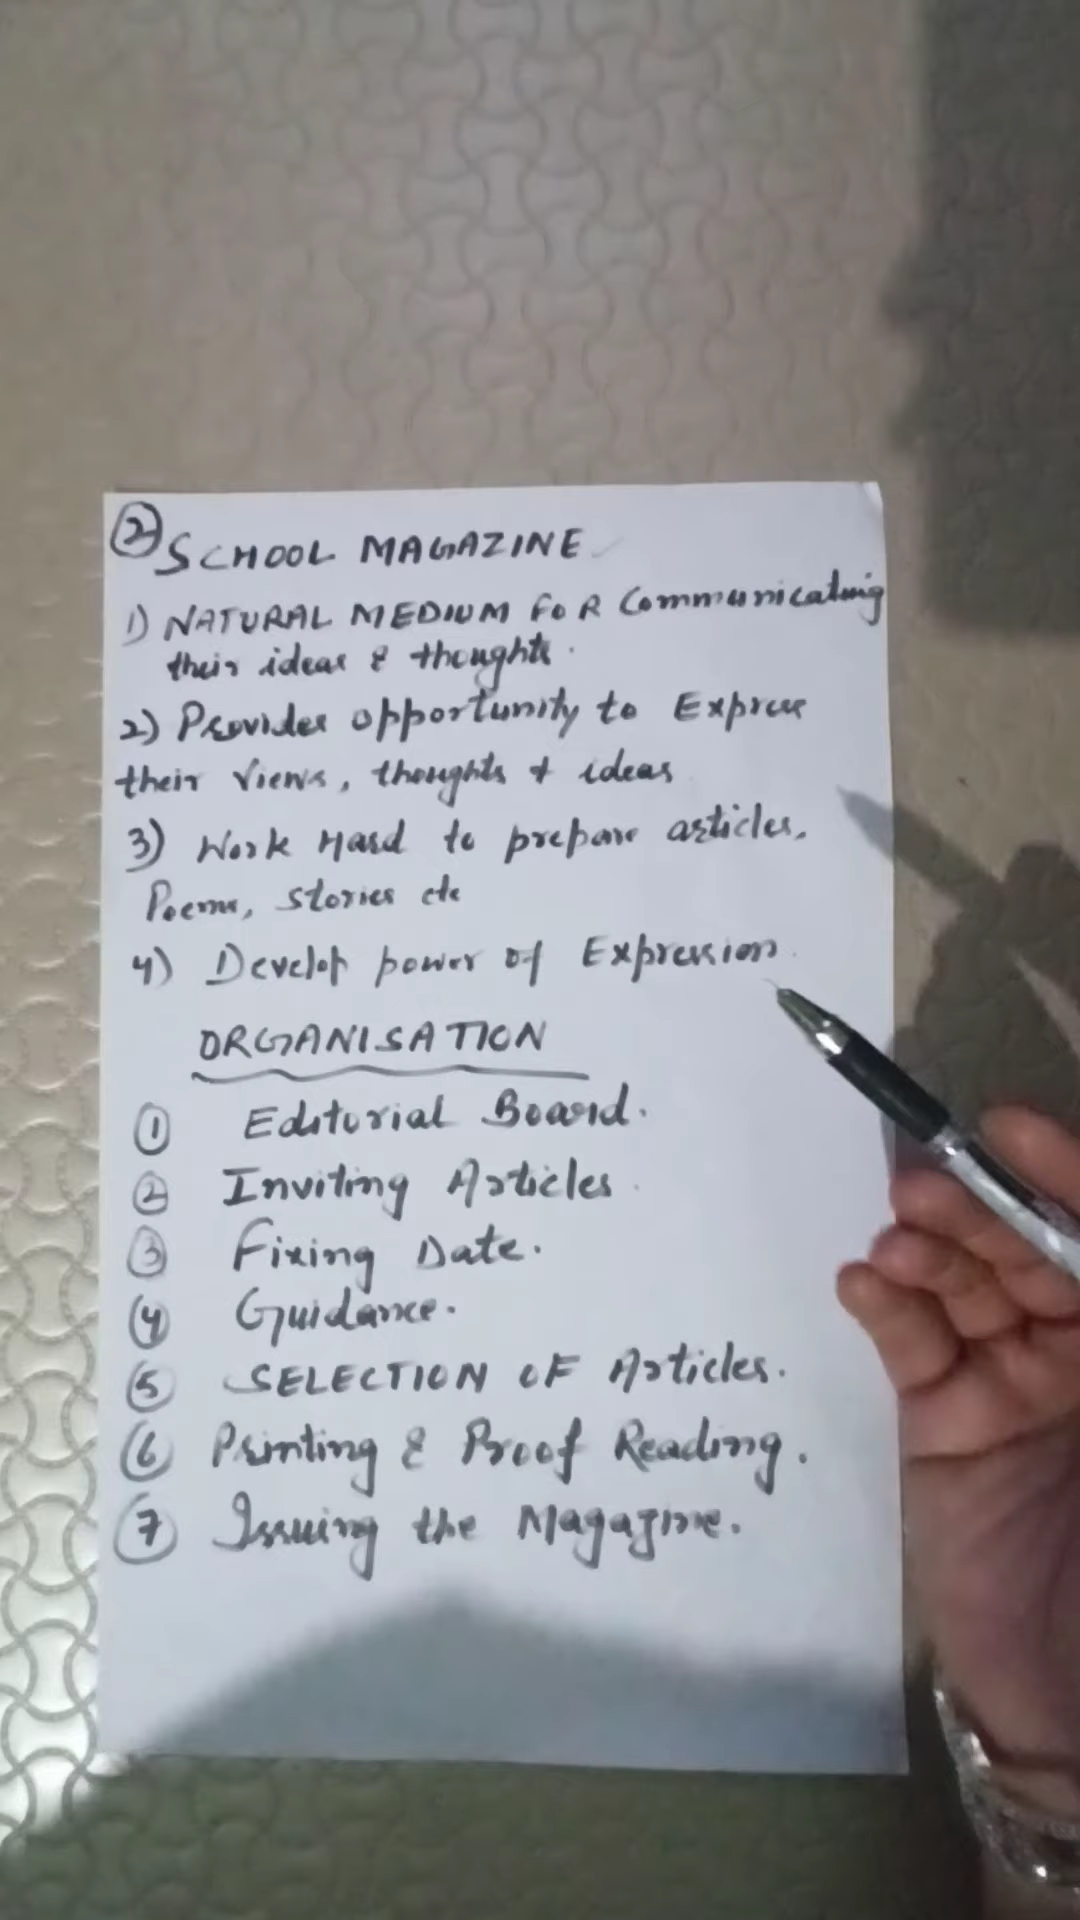 ② SCHOOL MAGAZINE
1) NATURAL MEDIUM FOR Communicating
their ideas & thoughts.
2) Provides opportunity to Express
their Views, thoughts + ideas
3) Work Hard to prepare articles,
Poems, stories etc
4) Develop power of Expression.
ORGANISATION
① Editorial Board.
② Inviting Articles.
③ Fixing Date.
④ Guidance.
⑤ SELECTION OF Articles.
⑥ Printing & Proof Reading.
⑦ Issuing the Magazine.